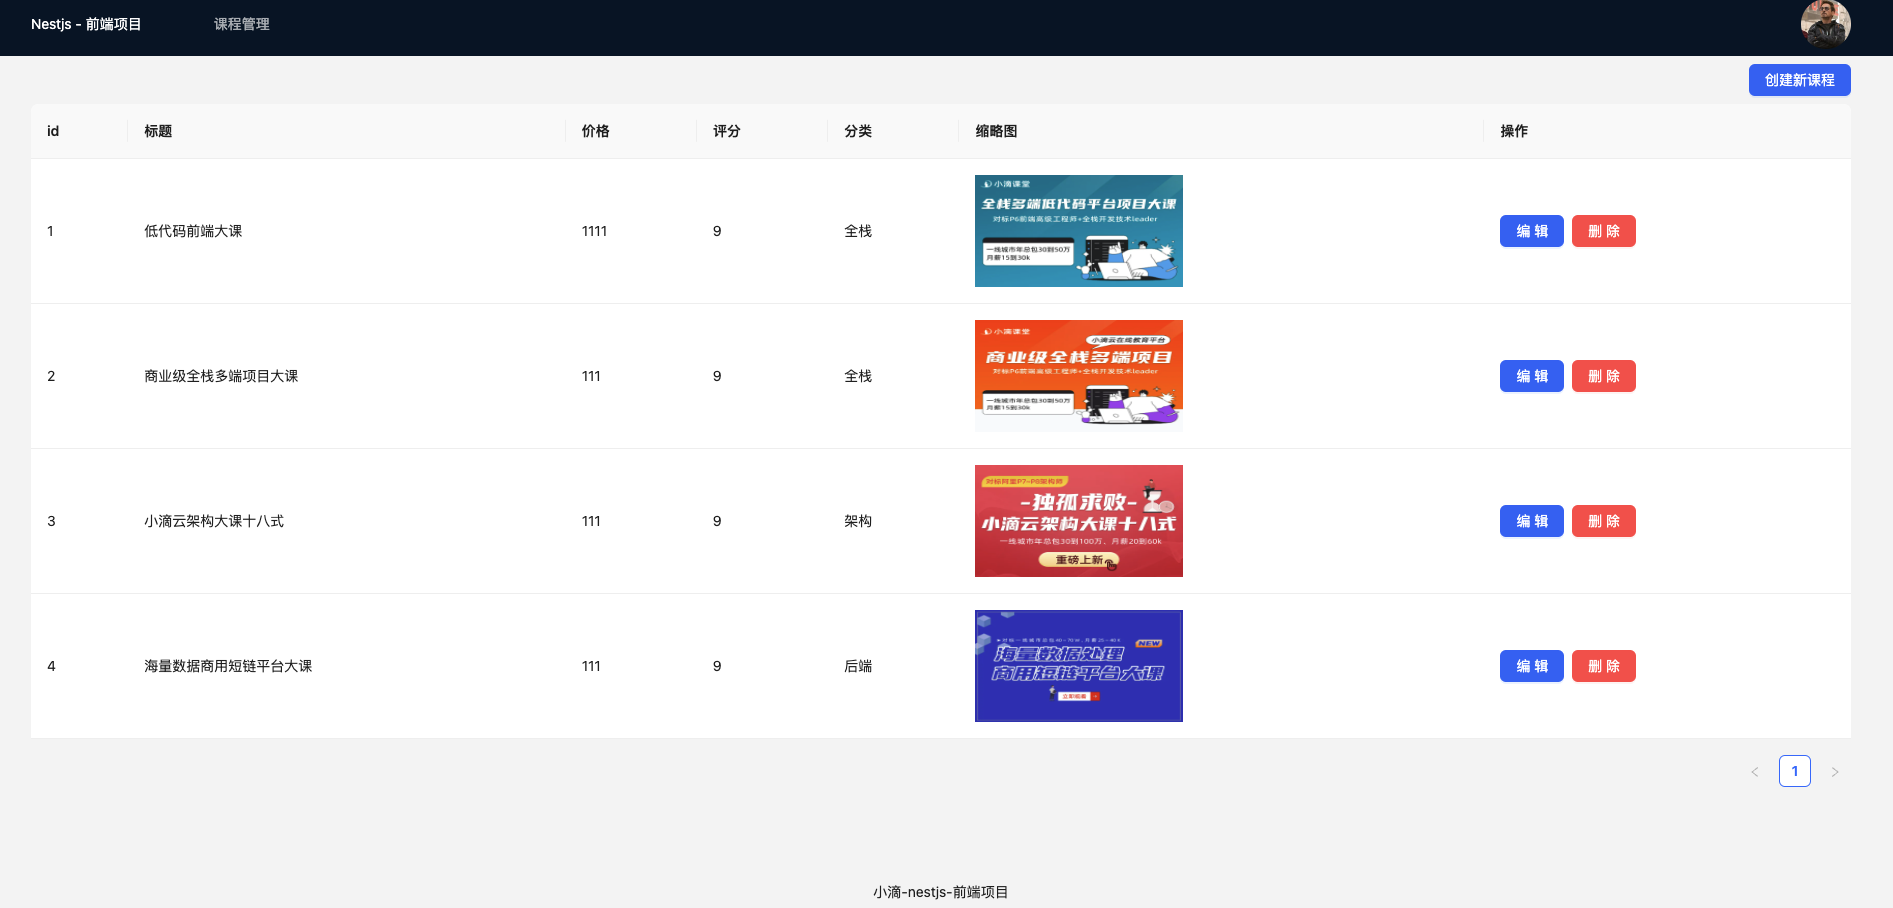 Nestjs - 前端项目 课程管理
创建新课程
id 标题 价格 评分 分类 缩略图 操作
小滴课堂
全栈多端低代码平台项目大课
对标P6前端高级工程师+全栈开发技术leader
1 低代码前端大课 1111 9 全栈 编 辑 删 除
一线城市年总包30到50万
月薪15到30k
小滴课堂
小滴云在线教育平台
商业级全栈多端项目
对标P6前端高级工程师+全栈开发技术leader
2 商业级全栈多端项目大课 111 9 全栈 编 辑 删 除
一线城市年总包30到50万
月薪15到30k
对标阿里P7-P8架构师
-独孤求败-
小滴云架构大课十八式
3 小滴云架构大课十八式 111 9 架构 编 辑 删 除
一线城市年总包30到100万、月薪20到60k
重磅上新
NEW
海量数据处理
商用短链平台大课
4 海量数据商用短链平台大课 111 9 后端 编 辑 删 除
< 1 >
小滴-nestjs-前端项目